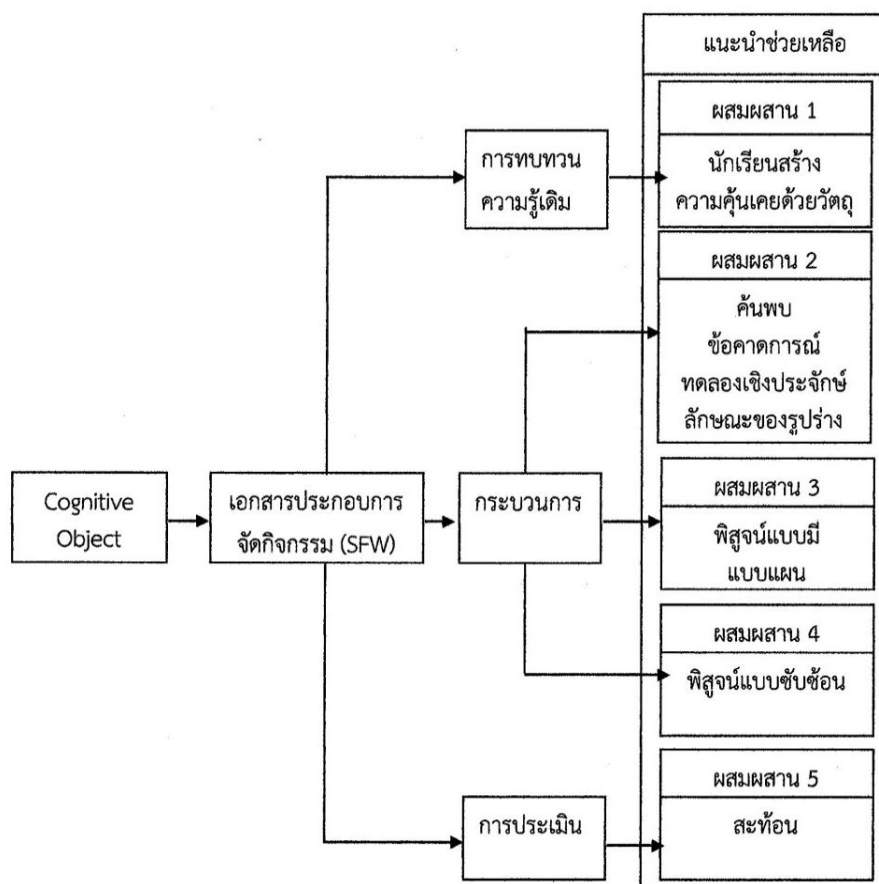 แนะนำช่วยเหลือ
ผสมผสาน 1
นักเรียนสร้าง
ความคุ้นเคยด้วยวัตถุ
การทบทวน
ความรู้เดิม
ผสมผสาน 2
ค้นพบ
ข้อคาดการณ์
ทดลองเชิงประจักษ์
ลักษณะของรูปร่าง
Cognitive
Object
เอกสารประกอบการ
จัดกิจกรรม (SFW)
กระบวนการ
ผสมผสาน 3
พิสูจน์แบบมี
แบบแผน
ผสมผสาน 4
พิสูจน์แบบซับซ้อน
การประเมิน
ผสมผสาน 5
สะท้อน